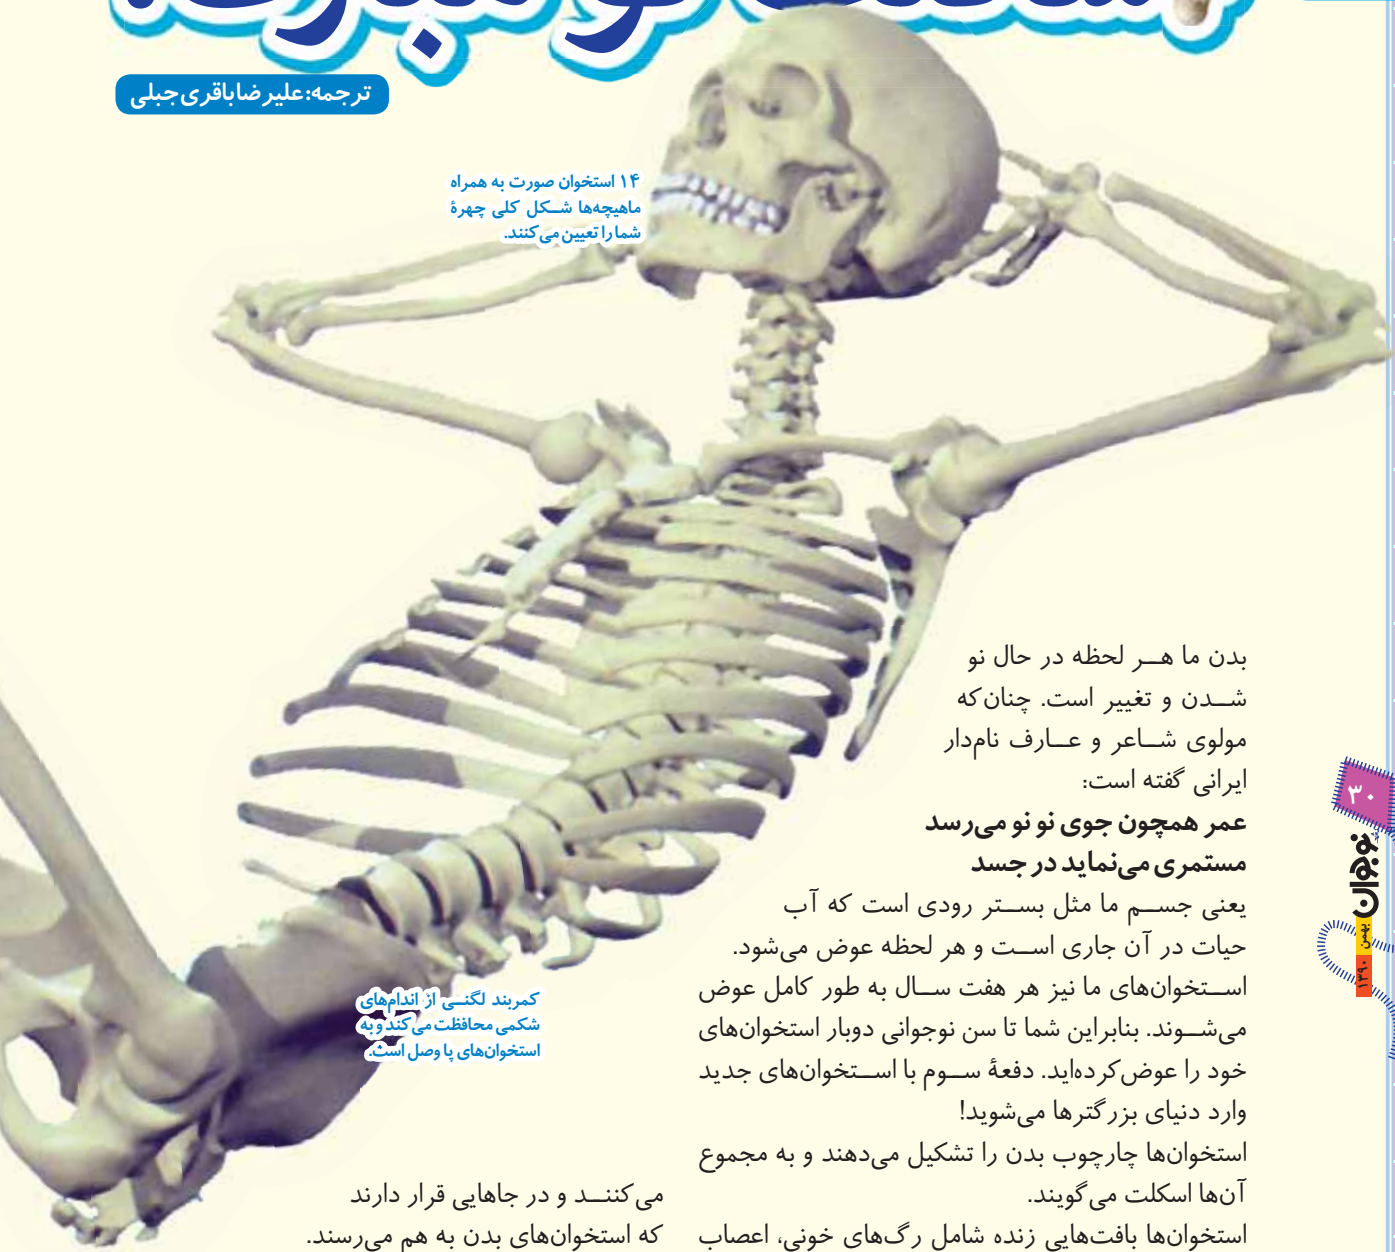 ترجمه:علیرضاباقری‌جبلی
۱۴ استخوان صورت به همراه
ماهیچه‌ها شکل کلی چهرهٔ
شما را تعیین می‌کنند.
بدن ما هر لحظه در حال نو
شدن و تغییر است. چنان‌که
مولوی شاعر و عارف نام‌دار
ایرانی گفته است:
عمر همچون جوی نو نو می‌رسد
مستمری می‌نماید در جسد
یعنی جسم ما مثل بستر رودی است که آب
حیات در آن جاری است و هر لحظه عوض می‌شود.
استخوان‌های ما نیز هر هفت سال به طور کامل عوض
می‌شوند. بنابراین شما تا سن نوجوانی دوبار استخوان‌های
خود را عوض‌کرده‌اید. دفعهٔ سوم با استخوان‌های جدید
وارد دنیای بزرگترها می‌شوید!
استخوان‌ها چارچوب بدن را تشکیل می‌دهند و به مجموع
آن‌ها اسکلت می‌گویند.
استخوان‌ها بافت‌هایی زنده شامل رگ‌های خونی، اعصاب
کمربند لگنی از اندام‌های
شکمی محافظت می‌کند و به
استخوان‌های پا وصل است.
می‌کنند و در جاهایی قرار دارند
که استخوان‌های بدن به هم می‌رسند.
۳۰
نوجوان
بهمن
۱۳۹۰